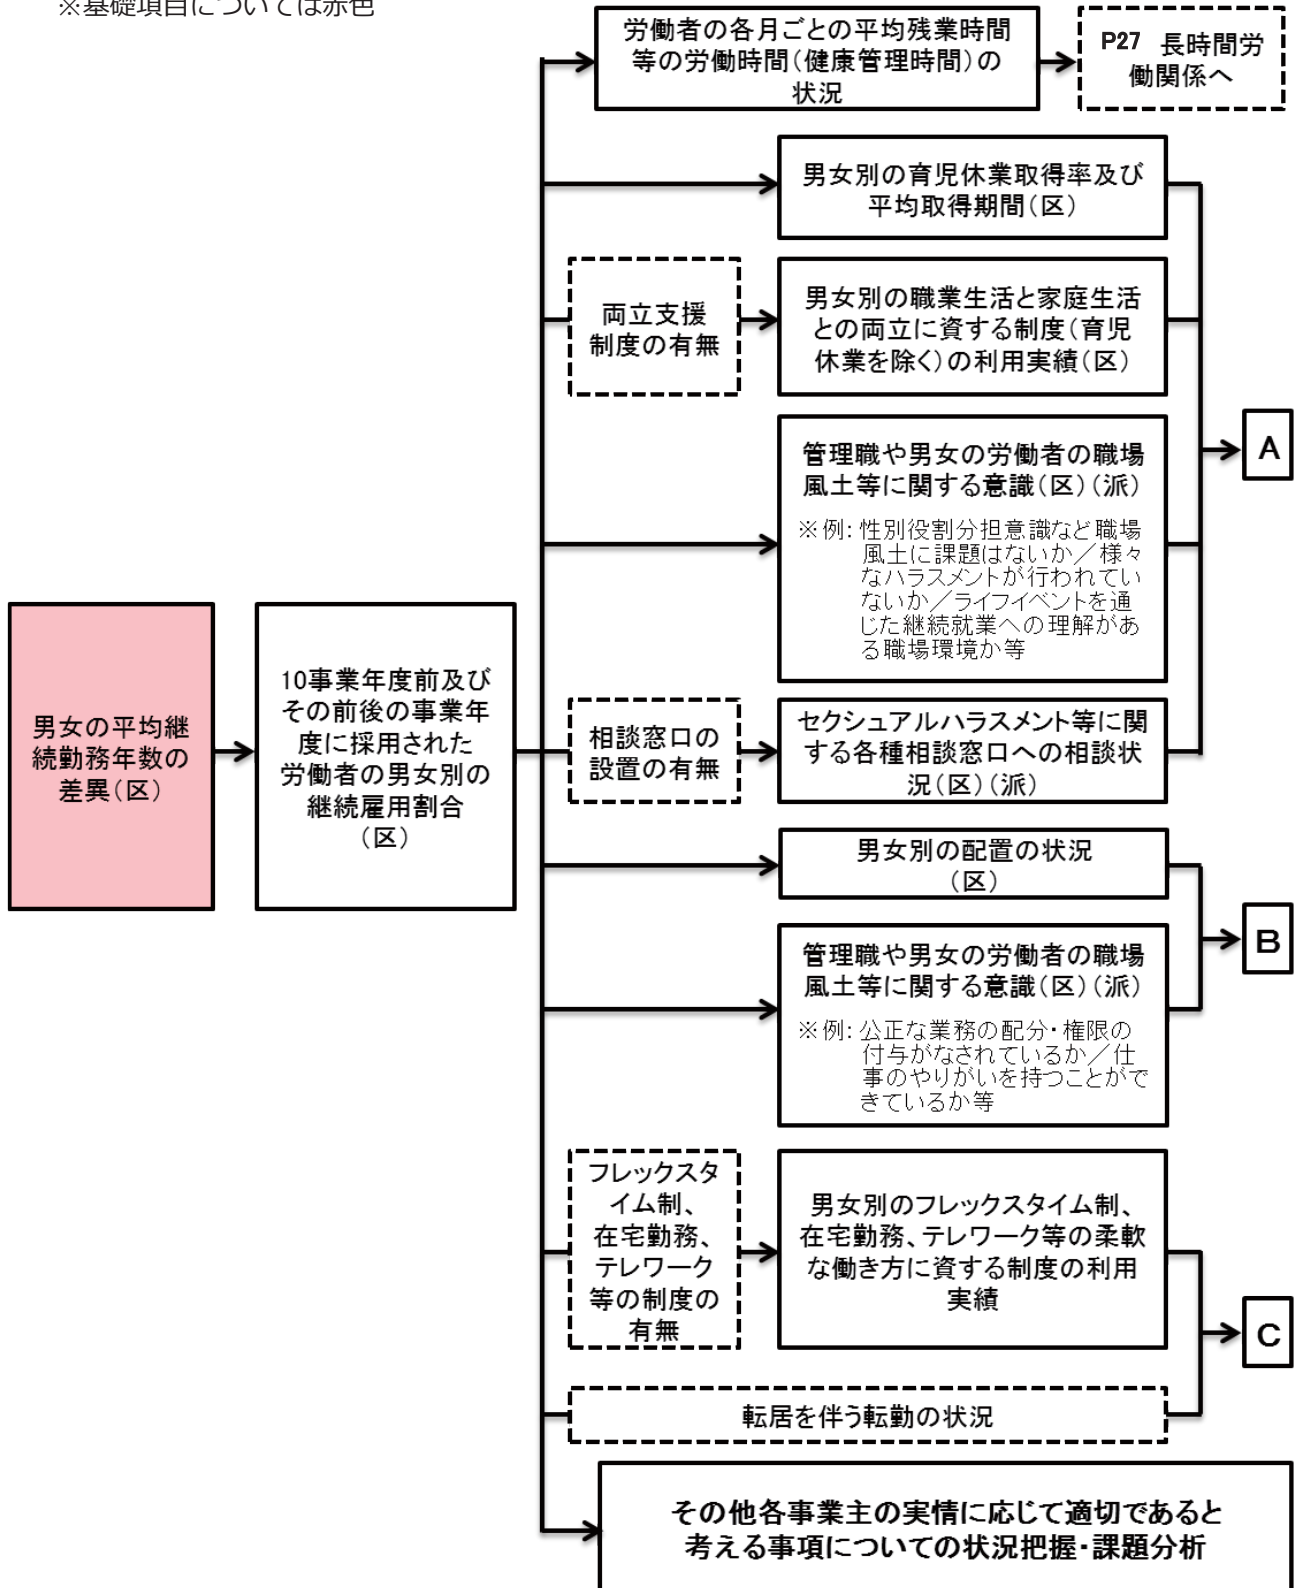 ※基礎項目については赤色
労働者の各月ごとの平均残業時間
等の労働時間（健康管理時間）の
状況
P27 長時間労
働関係へ
男女別の育児休業取得率及び
平均取得期間（区）
両立支援
制度の有無
男女別の職業生活と家庭生活
との両立に資する制度（育児
休業を除く）の利用実績（区）
管理職や男女の労働者の職場
風土等に関する意識（区）（派）
※例：性別役割分担意識など職場
風土に課題はないか／様々
なハラスメントが行われてい
ないか／ライフイベントを通
じた継続就業への理解があ
る職場環境か等
A
男女の平均継
続勤務年数の
差異（区）
10事業年度前及び
その前後の事業年
度に採用された
労働者の男女別の
継続雇用割合
（区）
相談窓口の
設置の有無
セクシュアルハラスメント等に関
する各種相談窓口への相談状
況（区）（派）
男女別の配置の状況
（区）
管理職や男女の労働者の職場
風土等に関する意識（区）（派）
※例：公正な業務の配分・権限の
付与がなされているか／仕
事のやりがいを持つことがで
きているか等
B
フレックスタ
イム制、
在宅勤務、
テレワーク
等の制度の
有無
男女別のフレックスタイム制、
在宅勤務、テレワーク等の柔軟
な働き方に資する制度の利用
実績
C
転居を伴う転勤の状況
その他各事業主の実情に応じて適切であると
考える事項についての状況把握・課題分析